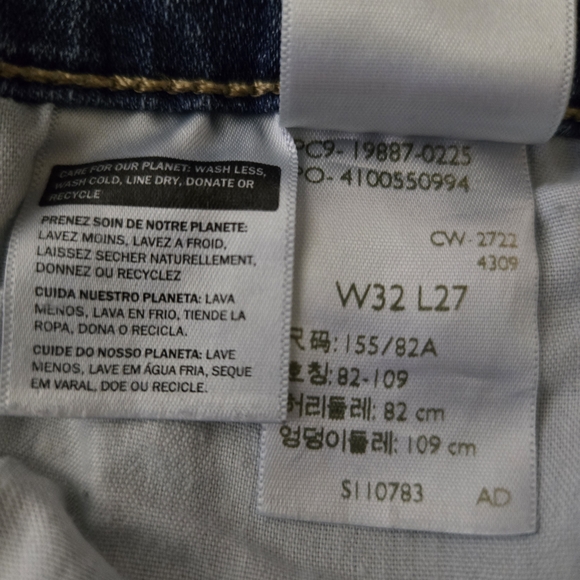 CARE FOR OUR PLANET: WASH LESS,
WASH COLD, LINE DRY, DONATE OR
RECYCLE
PRENEZ SOIN DE NOTRE PLANETE:
LAVEZ MOINS, LAVEZ A FROID,
LAISSEZ SECHER NATURELLEMENT,
DONNEZ OU RECYCLEZ
CUIDA NUESTRO PLANETA: LAVA
MENOS, LAVA EN FRIO, TIENDE LA
ROPA, DONA O RECICLA.
CUIDE DO NOSSO PLANETA: LAVE
MENOS, LAVE EM ÁGUA FRIA, SEQUE
EM VARAL, DOE OU RECICLE.
PC9- 19887-0225
PO- 4100550994
CW-2722
4309
W32 L27
尺码: 155/82A
호칭: 82-109
허리둘레: 82 cm
엉덩이둘레: 109 cm
S110783 AD